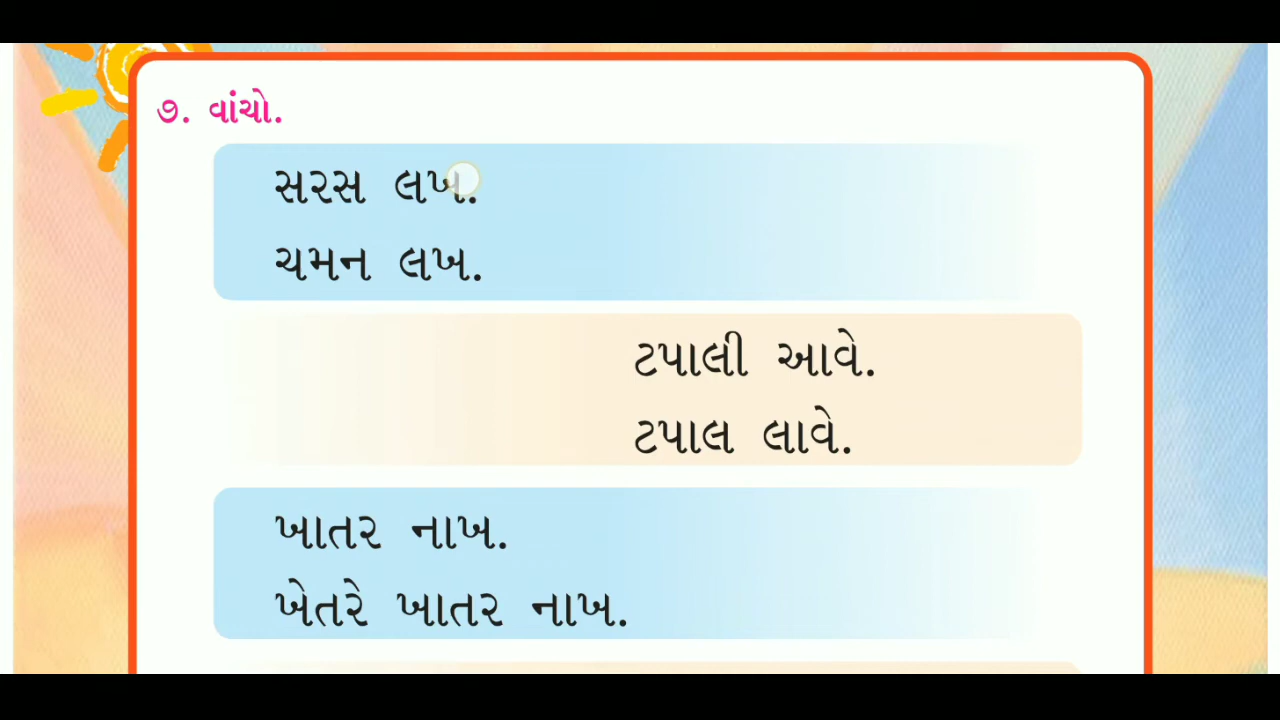 ૭. વાંચો.
સરસ લખ.
ચમન લખ.
ટપાલી આવે.
ટપાલ લાવે.
ખાતર નાખ.
ખેતરે ખાતર નાખ.